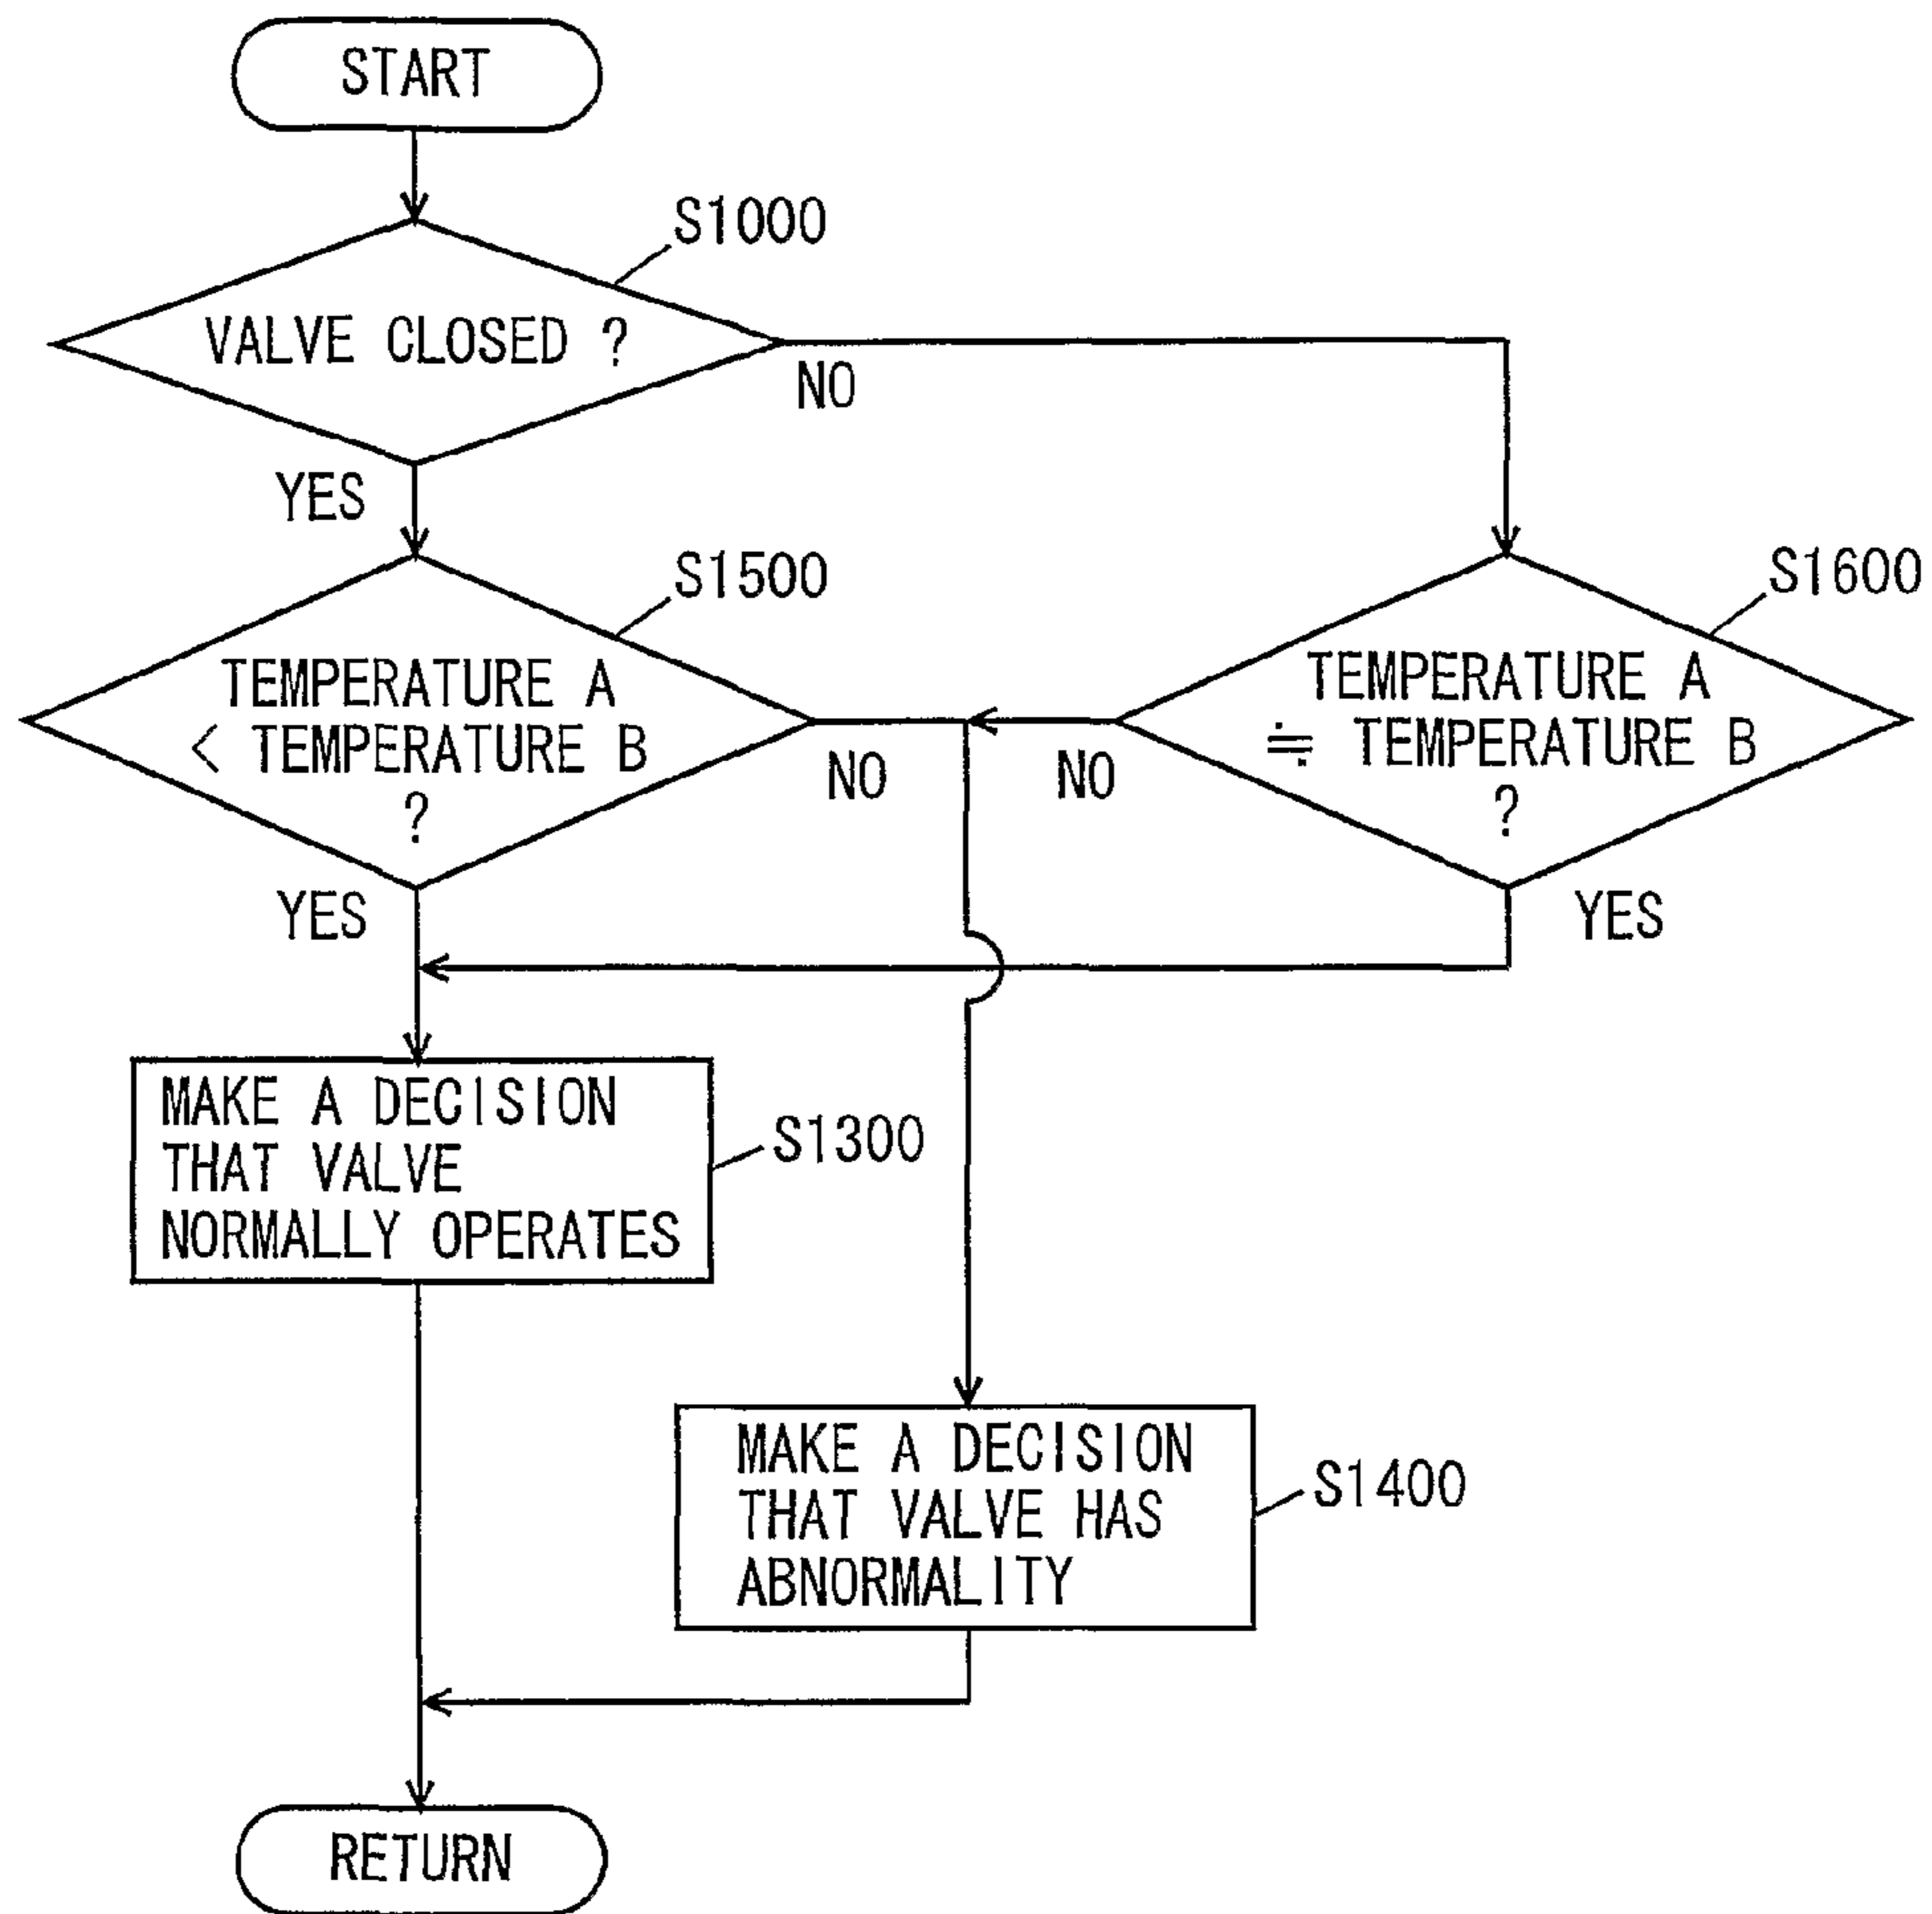 START
S1000
VALVE CLOSED ?
NO
YES
S1500
TEMPERATURE A
< TEMPERATURE B
?
NO
YES
S1600
TEMPERATURE A
≒ TEMPERATURE B
?
NO
YES
MAKE A DECISION
THAT VALVE
NORMALLY OPERATES
S1300
MAKE A DECISION
THAT VALVE HAS
ABNORMALITY
S1400
RETURN